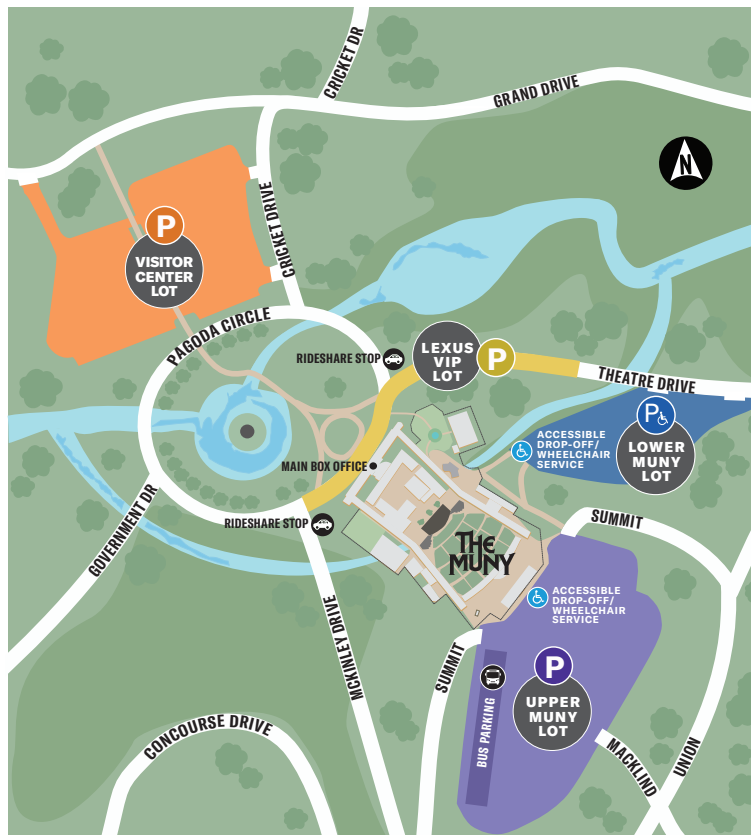 CRICKET DR
GRAND DRIVE
N
P
VISITOR
CENTER
LOT
CRICKET DRIVE
PAGODA CIRCLE
RIDESHARE STOP
LEXUS
VIP
LOT
P
THEATRE DRIVE
P
LOWER
MUNY
LOT
ACCESSIBLE
DROP-OFF/
WHEELCHAIR
SERVICE
MAIN BOX OFFICE
RIDESHARE STOP
GOVERNMENT DR
THE
MUNY
SUMMIT
ACCESSIBLE
DROP-OFF/
WHEELCHAIR
SERVICE
MCKINLEY DRIVE
SUMMIT
P
UPPER
MUNY
LOT
BUS PARKING
CONCOURSE DRIVE
MACKLIND
UNION